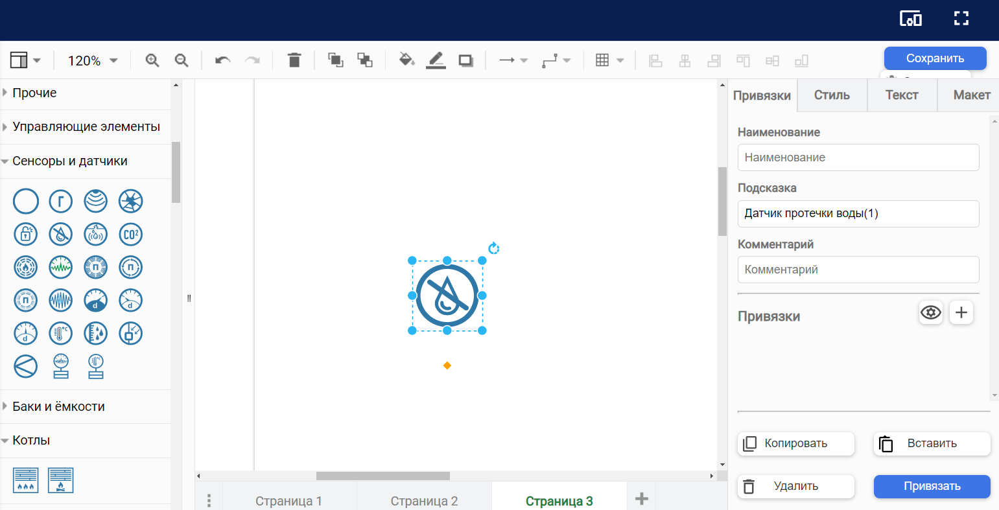 120%
Сохранить
Прочие
Управляющие элементы
Сенсоры и датчики
Г
CO²
п
п
п
d
d
d
°C
°C
Баки и ёмкости
Котлы
Страница 1
Страница 2
Страница 3
Привязки
Стиль
Текст
Макет
Наименование
Наименование
Подсказка
Датчик протечки воды(1)
Комментарий
Комментарий
Привязки
Копировать
Вставить
Удалить
Привязать